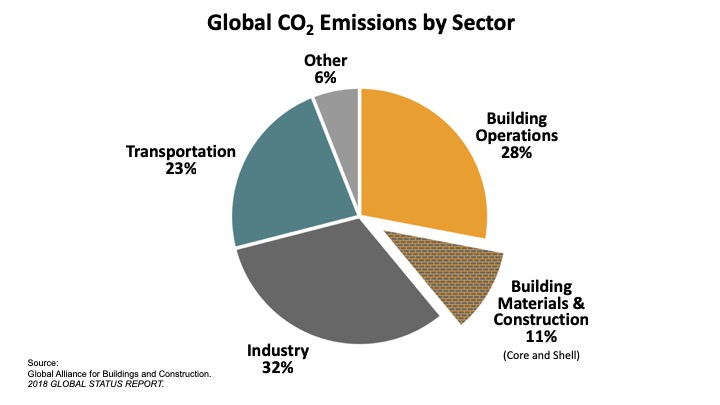 Global CO₂ Emissions by Sector
Other
6%
Building
Operations
28%
Transportation
23%
Building
Materials &
Construction
11%
(Core and Shell)
Industry
32%
Source:
Global Alliance for Buildings and Construction.
2018 GLOBAL STATUS REPORT.